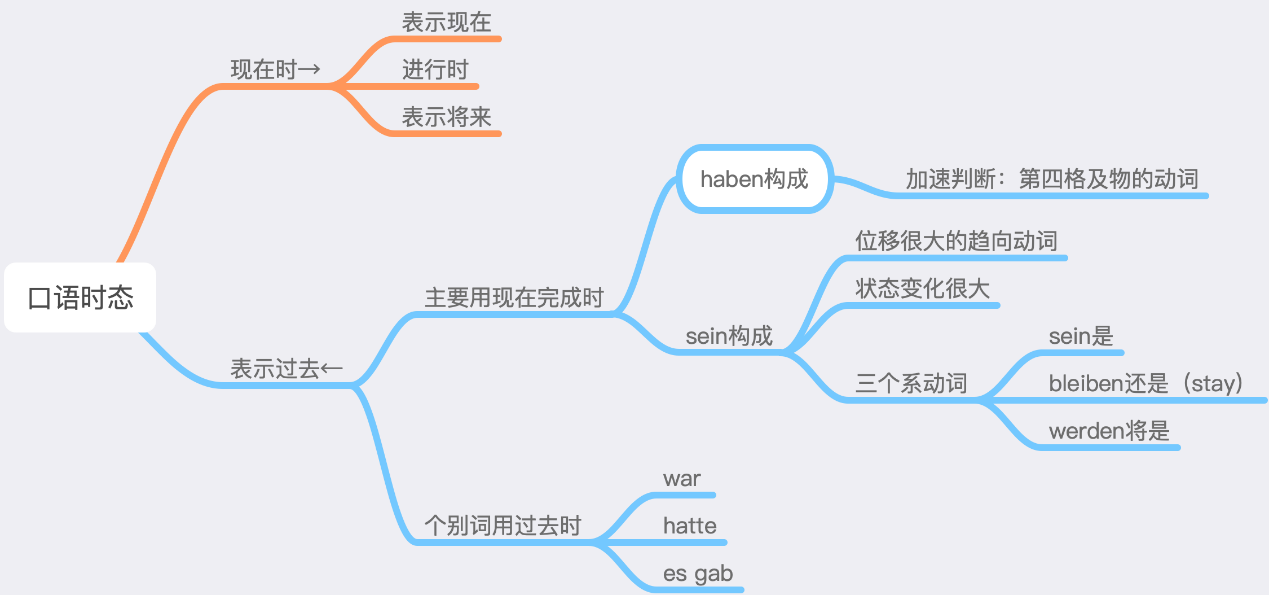 口语时态
现在时→
表示现在
进行时
表示将来
表示过去←
主要用现在完成时
haben构成
加速判断：第四格及物的动词
sein构成
位移很大的趋向动词
状态变化很大
三个系动词
sein是
bleiben还是（stay）
werden将是
个别词用过去时
war
hatte
es gab